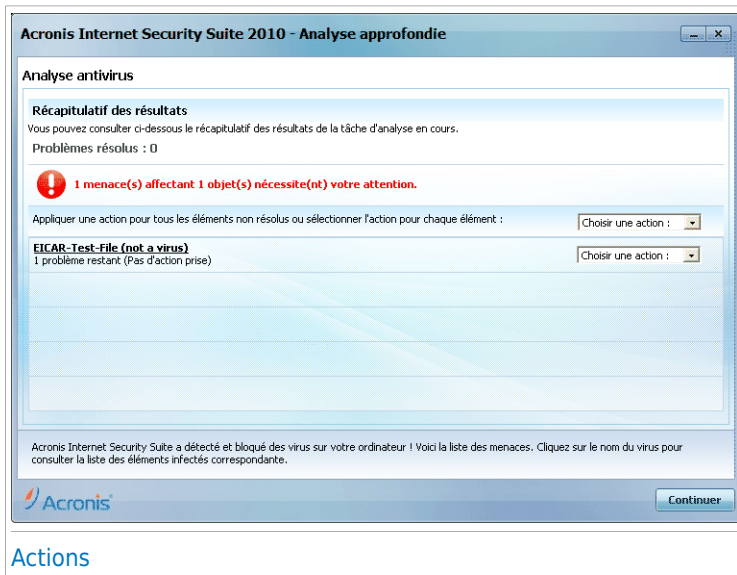 Acronis Internet Security Suite 2010 - Analyse approfondie
Analyse antivirus
Récapitulatif des résultats
Vous pouvez consulter ci-dessous le récapitulatif des résultats de la tâche d'analyse en cours.
Problèmes résolus : 0
1 menace(s) affectant 1 objet(s) nécessite(nt) votre attention.
Appliquer une action pour tous les éléments non résolus ou sélectionner l'action pour chaque élément :
Choisir une action :
EICAR-Test-File (not a virus)
1 problème restant (Pas d'action prise)
Choisir une action :
Acronis Internet Security Suite a détecté et bloqué des virus sur votre ordinateur ! Voici la liste des menaces. Cliquez sur le nom du virus pour
consulter la liste des éléments infectés correspondante.
Acronis
Continuer
Actions